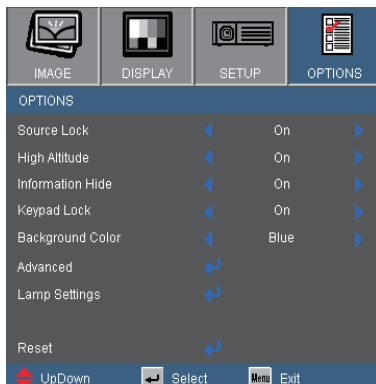 IMAGE DISPLAY SETUP OPTIONS
OPTIONS
Source Lock On
High Altitude On
Information Hide On
Keypad Lock On
Background Color Blue
Advanced
Lamp Settings
Reset
UpDown Select Menu Exit